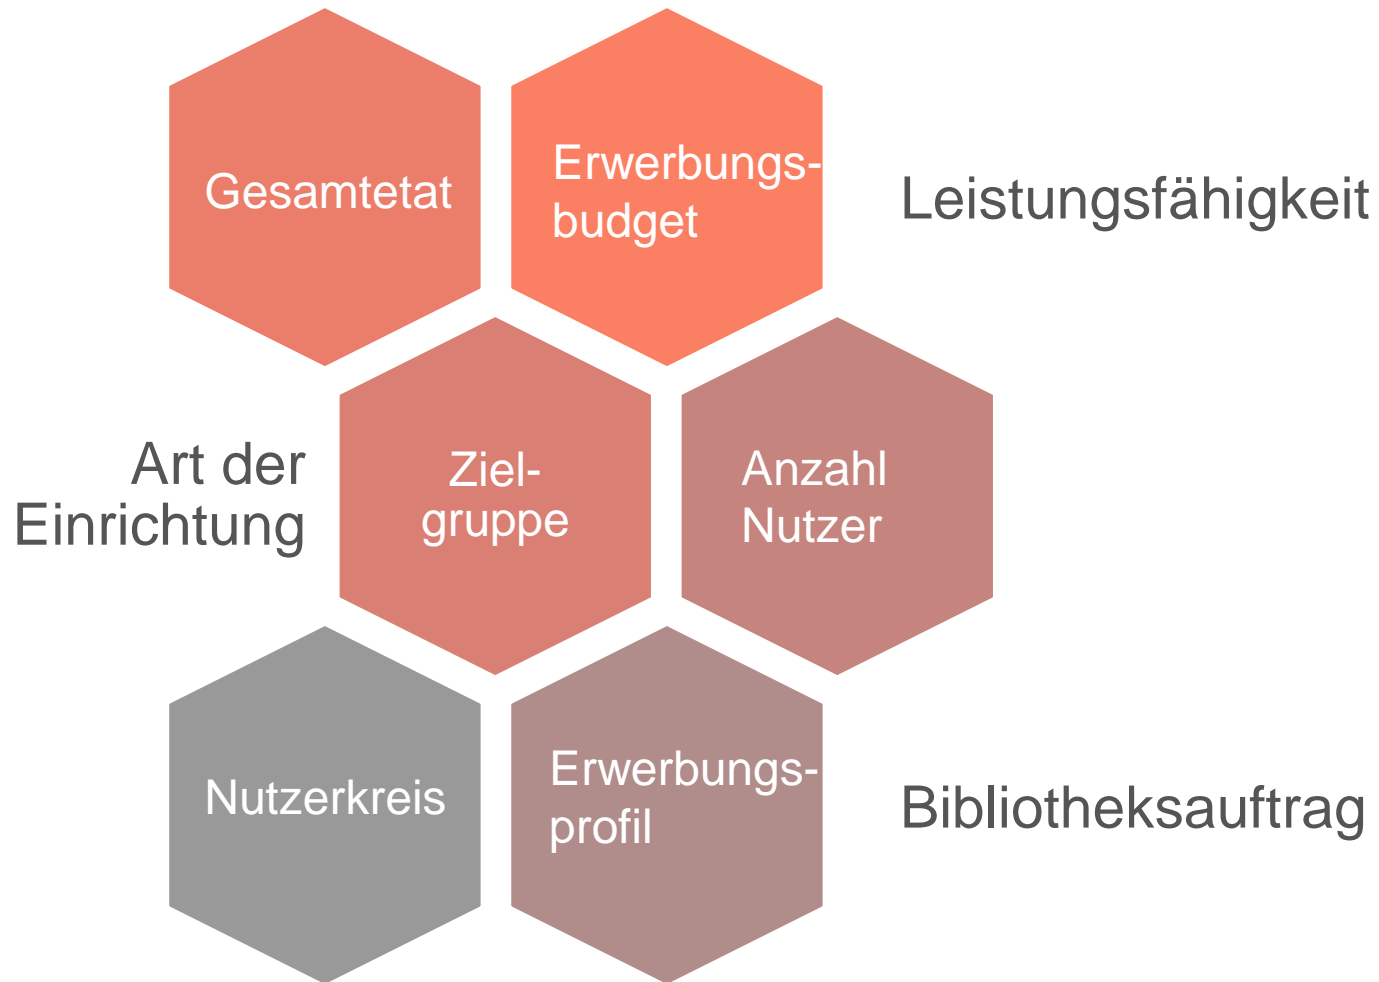 Gesamtetat
Erwerbungs-
budget
Leistungsfähigkeit
Art der
Einrichtung
Ziel-
gruppe
Anzahl
Nutzer
Nutzerkreis
Erwerbungs-
profil
Bibliotheksauftrag